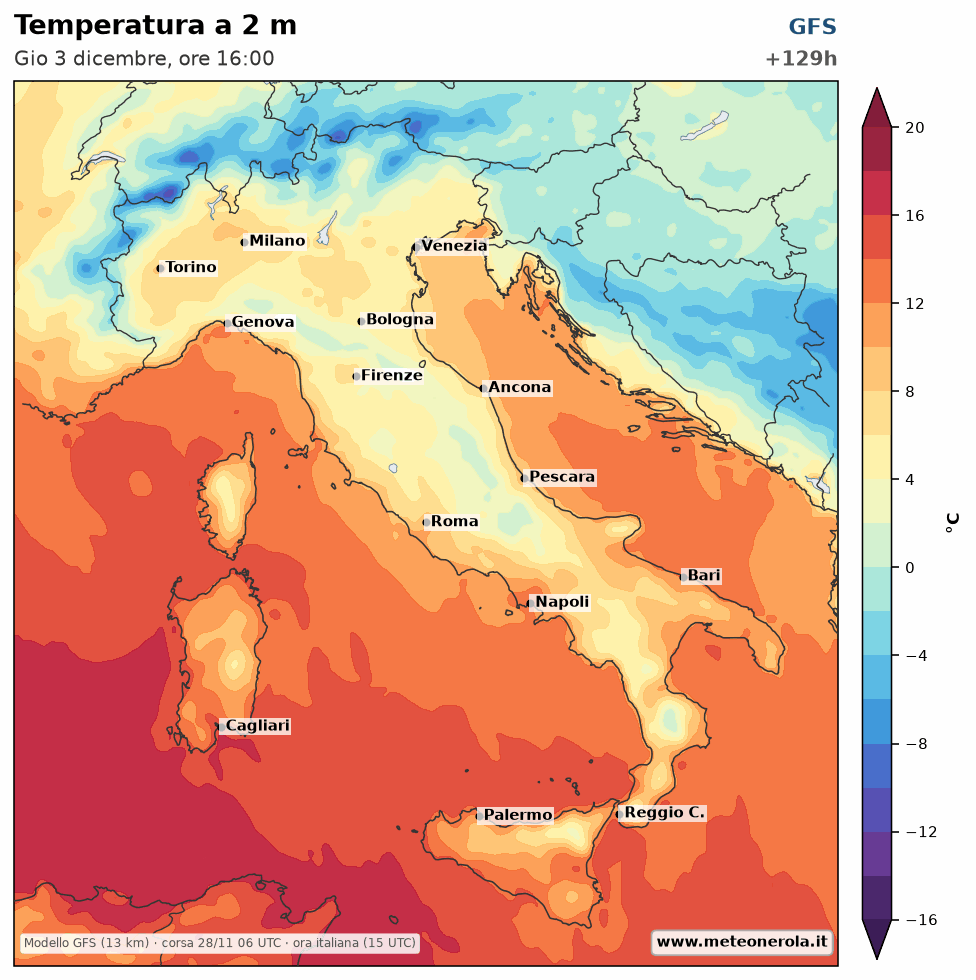 Temperatura a 2 m
GFS
Gio 3 dicembre, ore 16:00
+129h
20
16
12
8
4
0
−4
−8
−12
−16
°C
Milano
Venezia
Torino
Genova
Bologna
Firenze
Ancona
Pescara
Roma
Bari
Napoli
Cagliari
Palermo
Reggio C.
Modello GFS (13 km) · corsa 28/11 06 UTC · ora italiana (15 UTC)
www.meteonerola.it